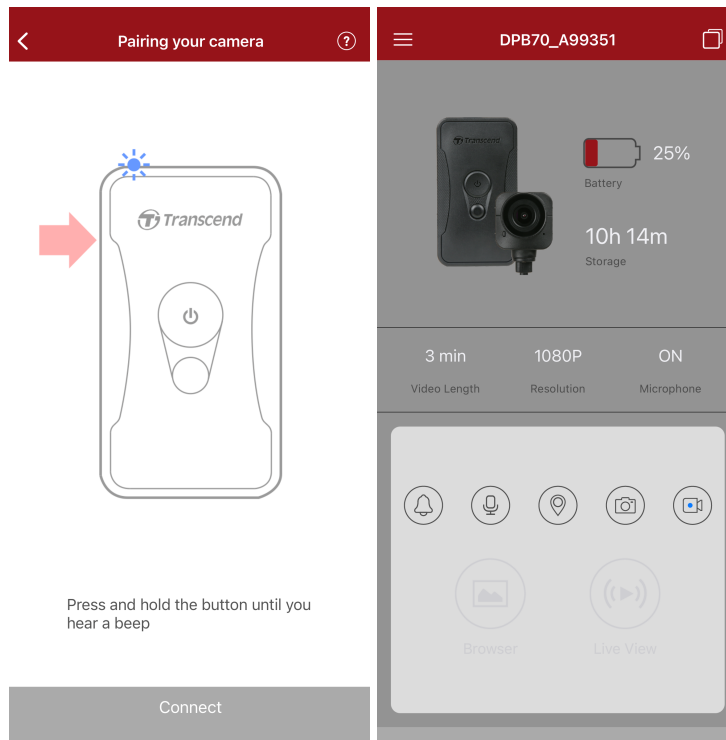 Pairing your camera
?
Transcend
Press and hold the button until you
hear a beep
Connect
DPB70_A99351
Transcend
25%
Battery
10h 14m
Storage
3 min
1080P
ON
Video Length
Resolution
Microphone
Browser
Live View